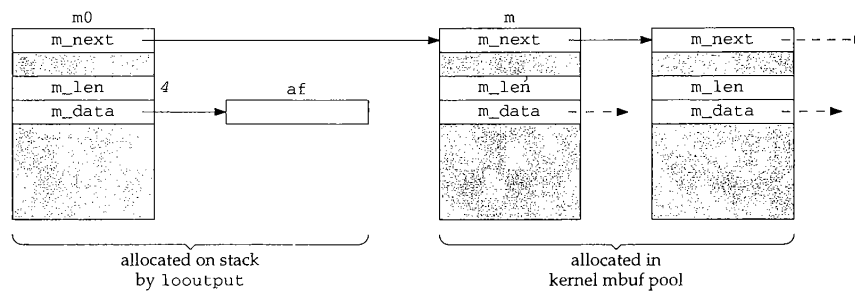 m0
m
m_next
m_next
m_next
m_len
4
m_len
m_len
af
m_data
m_data
m_data
allocated on stack
by looutput
allocated in
kernel mbuf pool